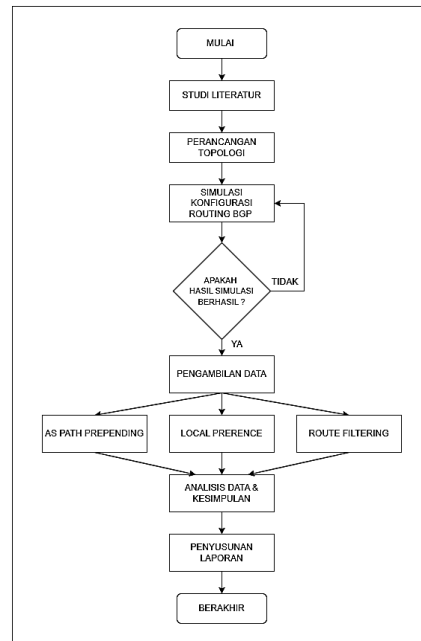 MULAI
STUDI LITERATUR
PERANCANGAN
TOPOLOGI
SIMULASI
KONFIGURASI
ROUTING BGP
APAKAH
HASIL SIMULASI
BERHASIL ?
TIDAK
YA
PENGAMBILAN DATA
AS PATH PREPENDING
LOCAL PRERENCE
ROUTE FILTERING
ANALISIS DATA &
KESIMPULAN
PENYUSUNAN
LAPORAN
BERAKHIR